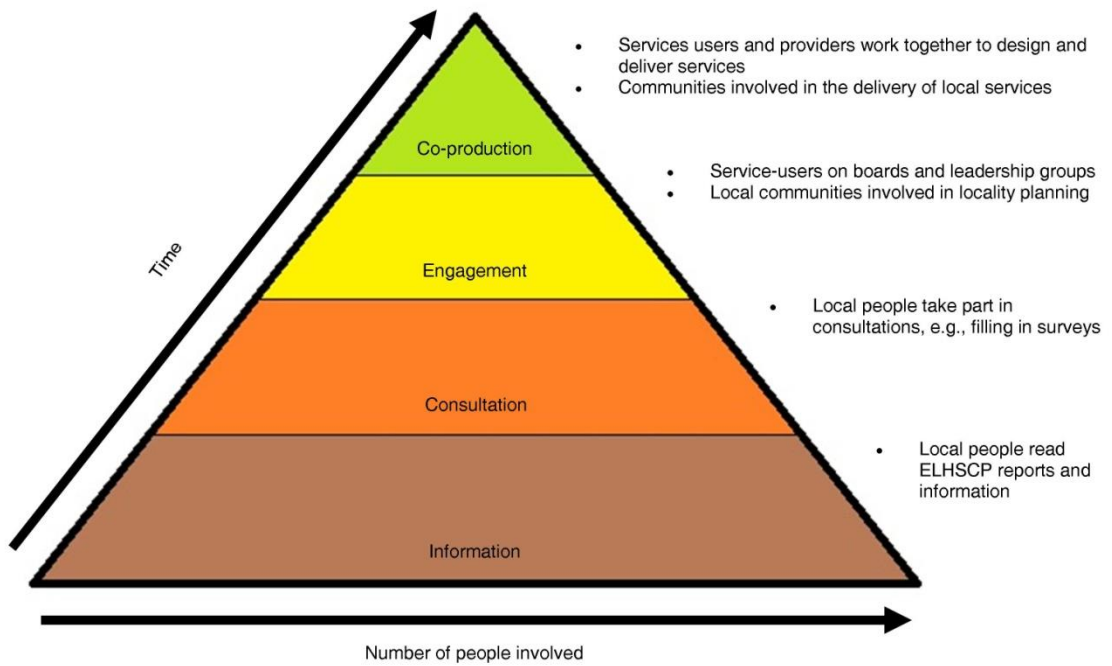 • Services users and providers work together to design and
deliver services
• Communities involved in the delivery of local services
Co-production
• Service-users on boards and leadership groups
• Local communities involved in locality planning
Time
Engagement
• Local people take part in
consultations, e.g., filling in surveys
Consultation
• Local people read
ELHSCP reports and
information
Information
Number of people involved